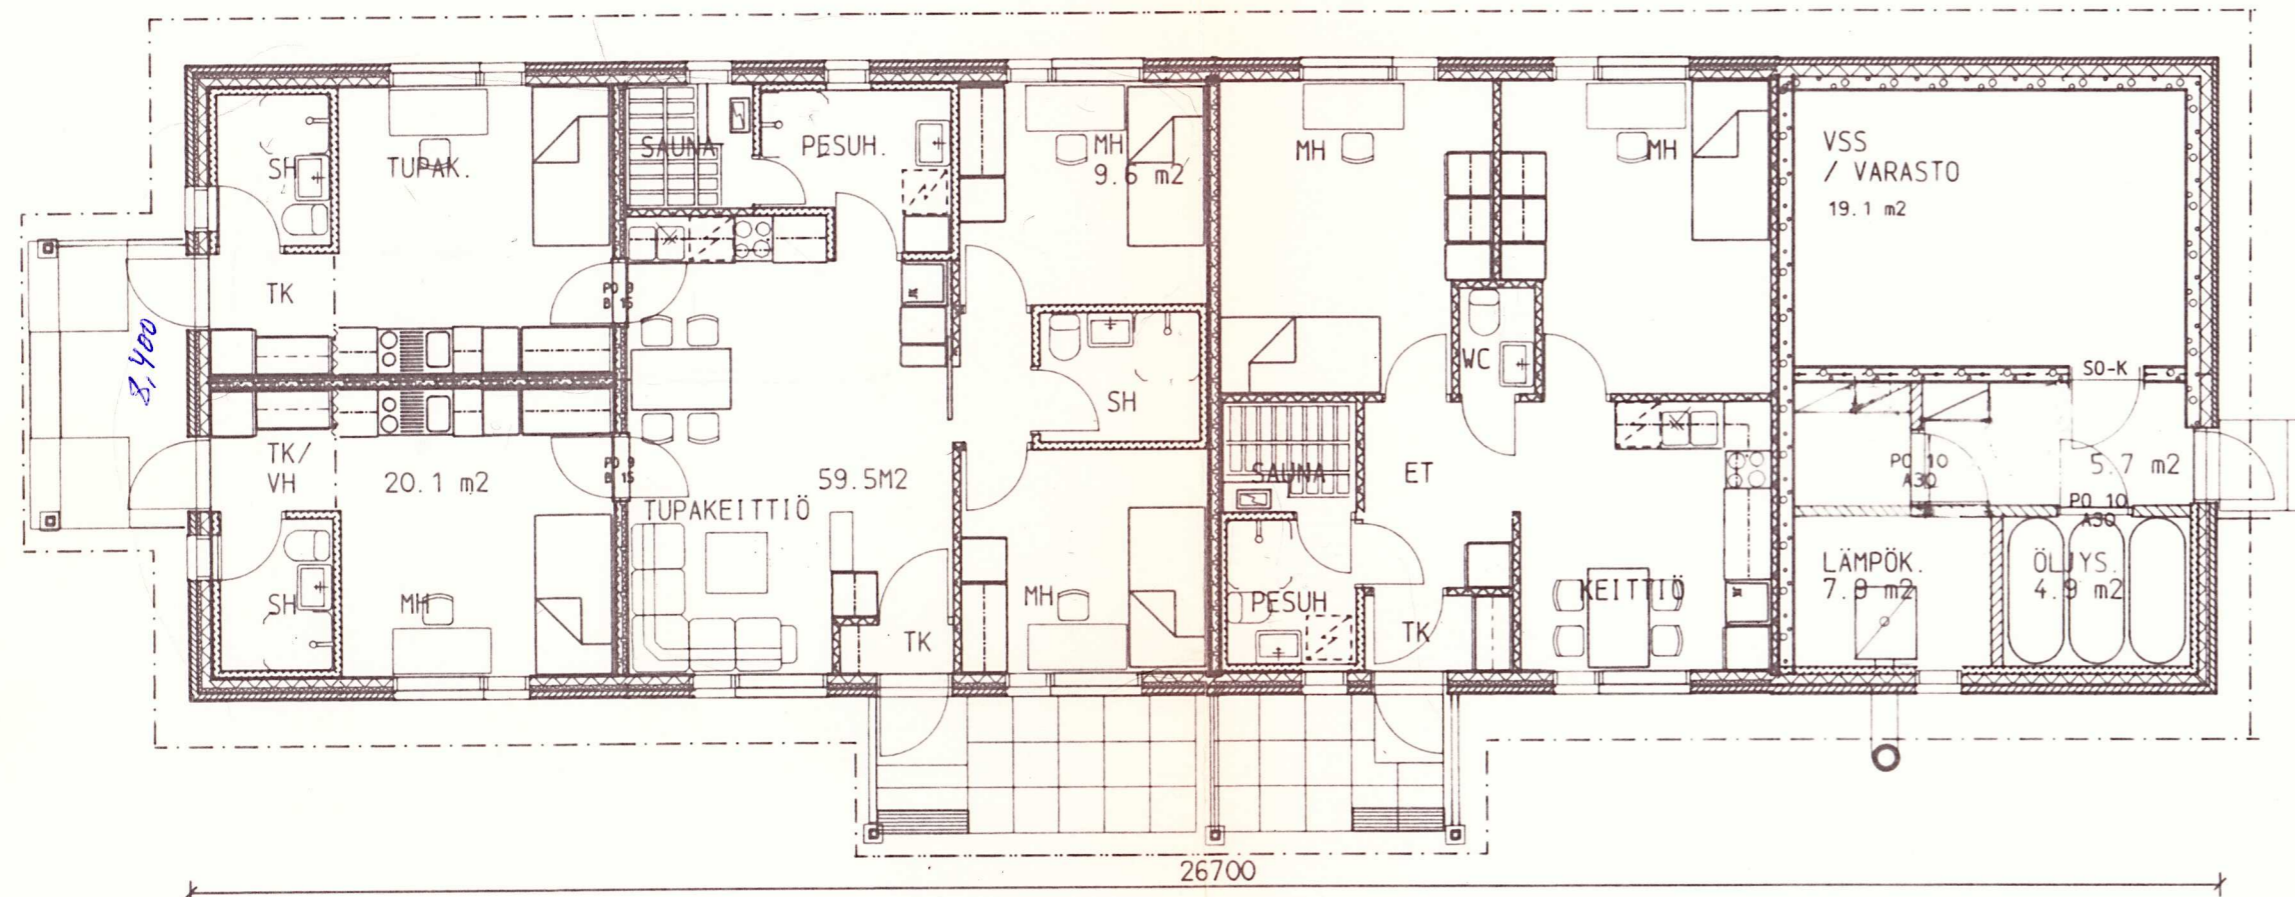 SH
TUPAK.
SAUNA
PESUH.
MH
9.6 m2
MH
MH
VSS
/ VARASTO
19.1 m2
TK
PO 9
B 15
8,400
WC
SH
SO-K
TK/
VH
20.1 m2
PO 9
B 15
59.5M2
TUPAKEITTIÖ
SAUNA
ET
PO 10
A30
5.7 m2
PO 10
A30
SH
MH
TK
MH
PESUH
TK
KEITTIÖ
LÄMPÖK.
7.9 m2
ÖLJYS.
4.9 m2
26700